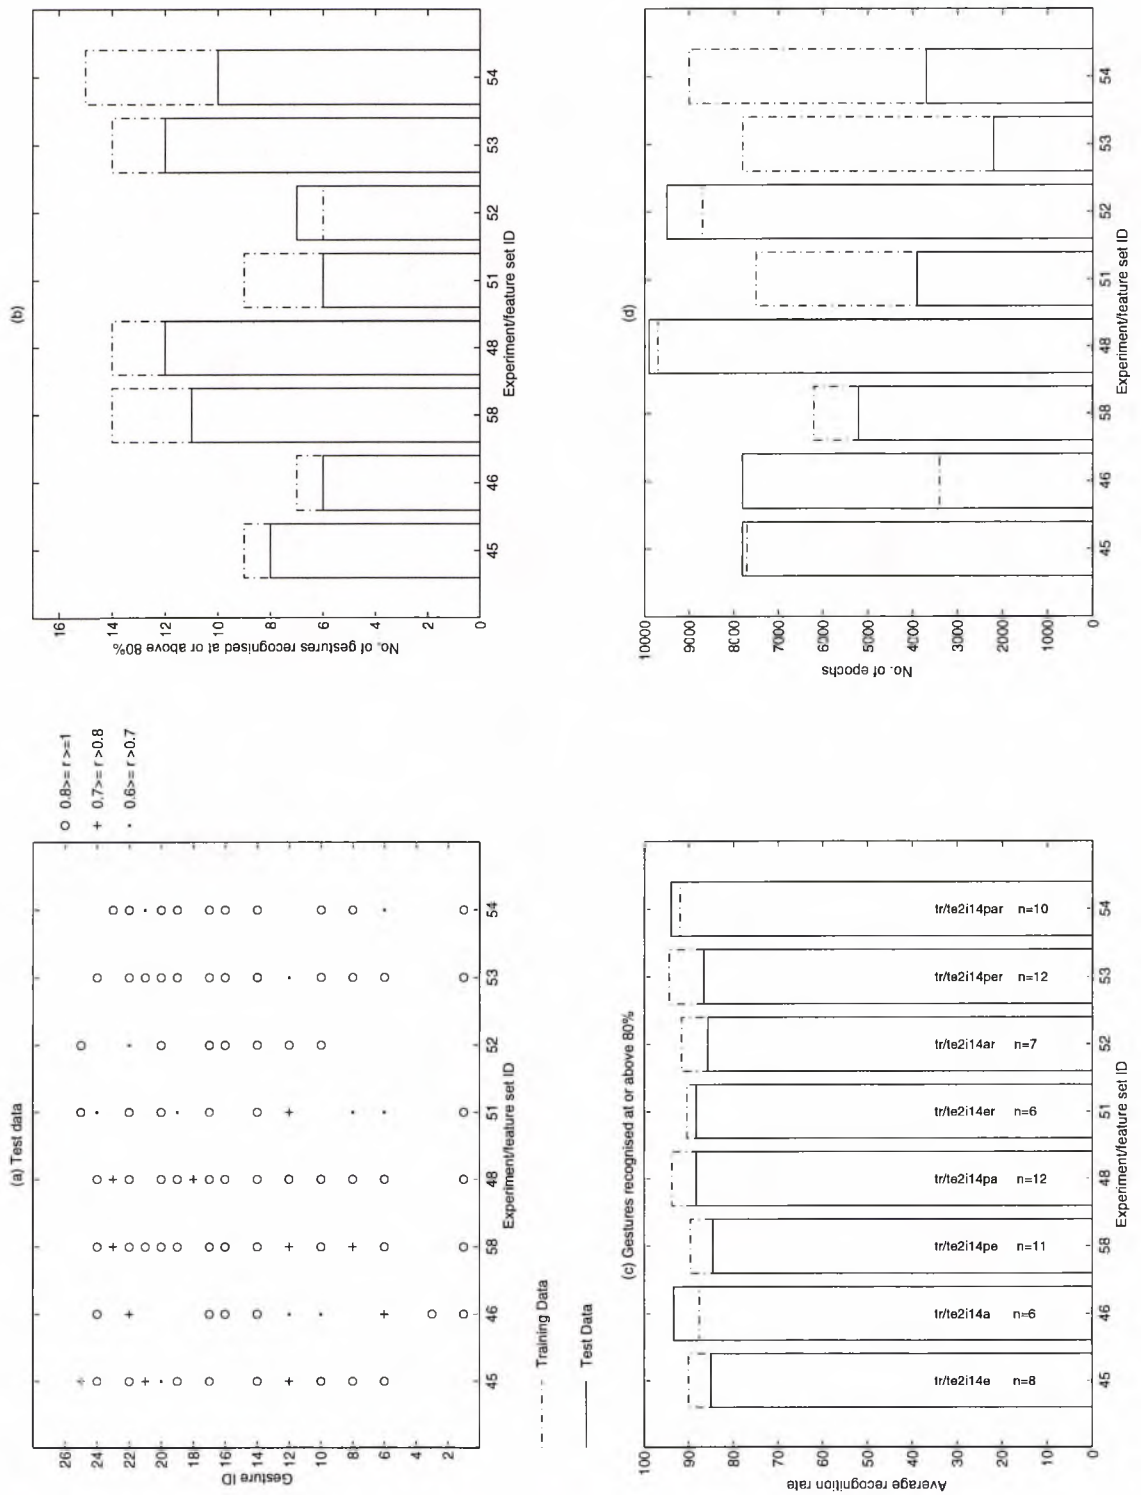 (a) Test data
Gesture ID
26
24
22
20
18
16
14
12
10
8
6
4
2
45 46 58 48 51 52 53 54
Experiment/feature set ID
0.8>= r >=1
0.7>= r >0.8
0.6>= r >0.7
(b)
No. of gestures recognised at or above 80%
16
14
12
10
8
6
4
2
0
45 46 58 48 51 52 53 54
Experiment/feature set ID
Training Data
Test Data
(c) Gestures recognised at or above 80%
Average recognition rate
100
90
80
70
60
50
40
30
20
10
0
tr/te2i14e n=8
tr/te2i14a n=6
tr/te2i14pe n=11
tr/te2i14pa n=12
tr/te2i14er n=6
tr/te2i14ar n=7
tr/te2i14per n=12
tr/te2i14par n=10
45 46 58 48 51 52 53 54
Experiment/feature set ID
(d)
No. of epochs
10000
9000
8000
7000
6000
5000
4000
3000
2000
1000
0
45 46 58 48 51 52 53 54
Experiment/feature set ID